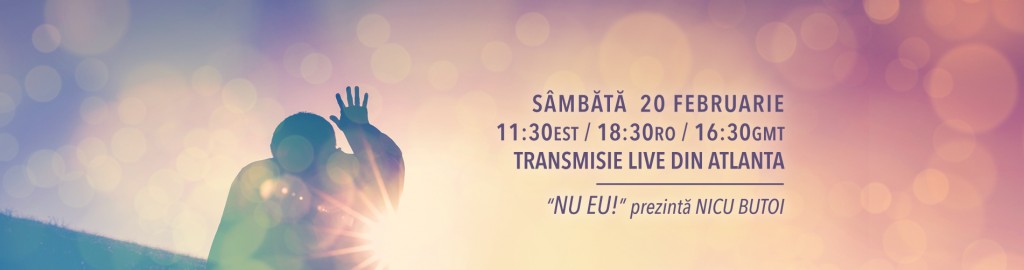 SÂMBĂTĂ 20 FEBRUARIE
11:30EST / 18:30RO / 16:30GMT
TRANSMISIE LIVE DIN ATLANTA
"NU EU!" prezintă NICU BUTOI